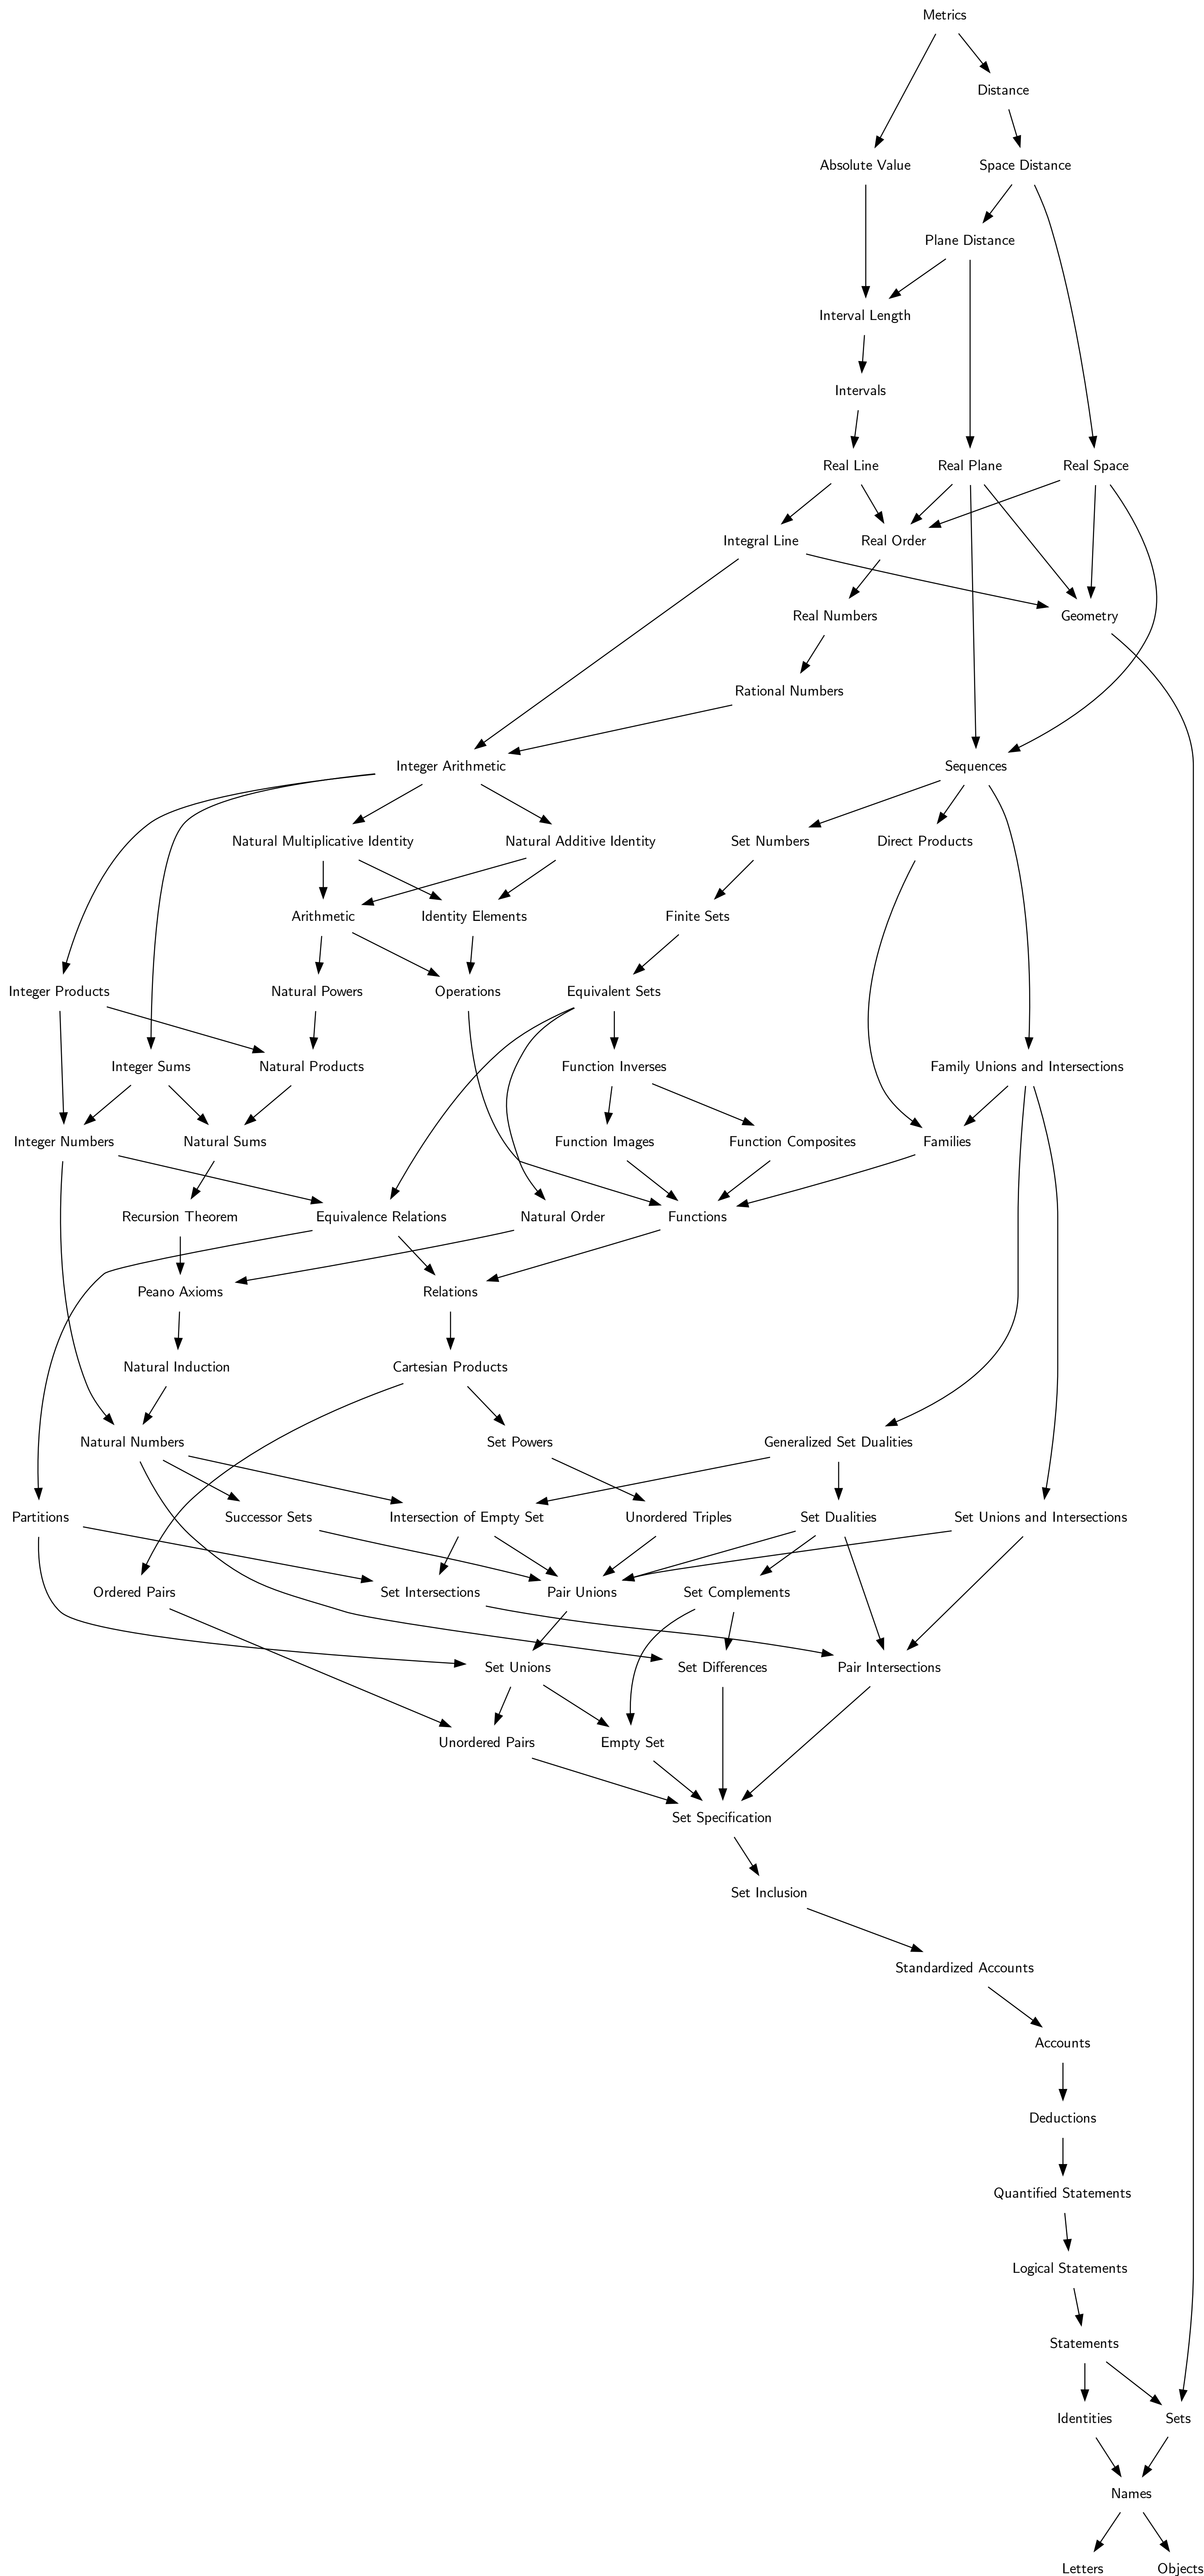 Metrics
Distance
Absolute Value
Space Distance
Plane Distance
Interval Length
Intervals
Real Line
Real Plane
Real Space
Integral Line
Real Order
Real Numbers
Geometry
Rational Numbers
Integer Arithmetic
Sequences
Natural Multiplicative Identity
Natural Additive Identity
Set Numbers
Direct Products
Arithmetic
Identity Elements
Finite Sets
Integer Products
Natural Powers
Operations
Equivalent Sets
Integer Sums
Natural Products
Function Inverses
Family Unions and Intersections
Integer Numbers
Natural Sums
Function Images
Function Composites
Families
Recursion Theorem
Equivalence Relations
Natural Order
Functions
Peano Axioms
Relations
Natural Induction
Cartesian Products
Natural Numbers
Set Powers
Generalized Set Dualities
Partitions
Successor Sets
Intersection of Empty Set
Unordered Triples
Set Dualities
Set Unions and Intersections
Ordered Pairs
Set Intersections
Pair Unions
Set Complements
Set Unions
Set Differences
Pair Intersections
Unordered Pairs
Empty Set
Set Specification
Set Inclusion
Standardized Accounts
Accounts
Deductions
Quantified Statements
Logical Statements
Statements
Identities
Sets
Names
Letters
Objects